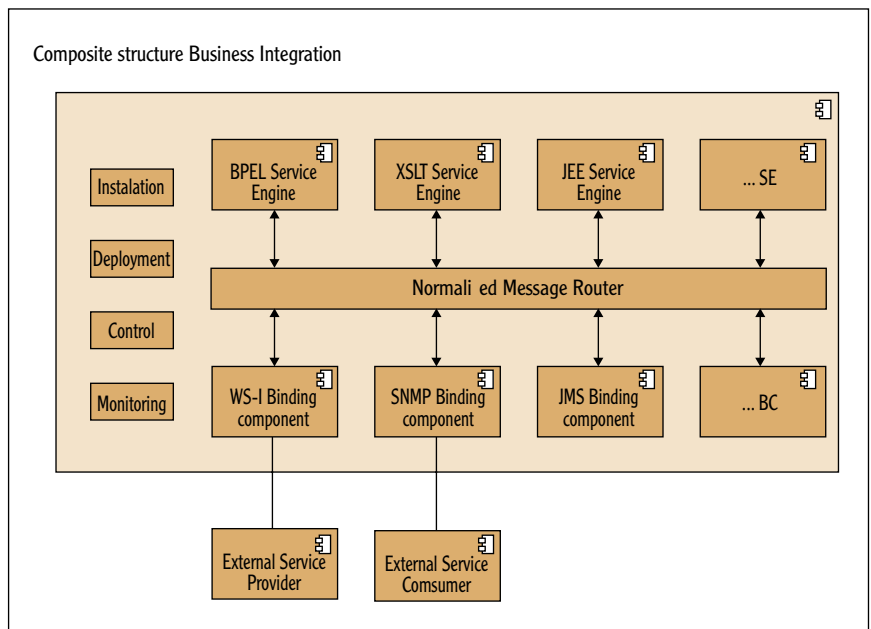 Composite structure Business Integration
Instalation
Deployment
Control
Monitoring
BPEL Service
Engine
XSLT Service
Engine
JEE Service
Engine
... SE
Normali ed Message Router
WS-I Binding
component
SNMP Binding
component
JMS Binding
component
... BC
External Service
Provider
External Service
Comsumer